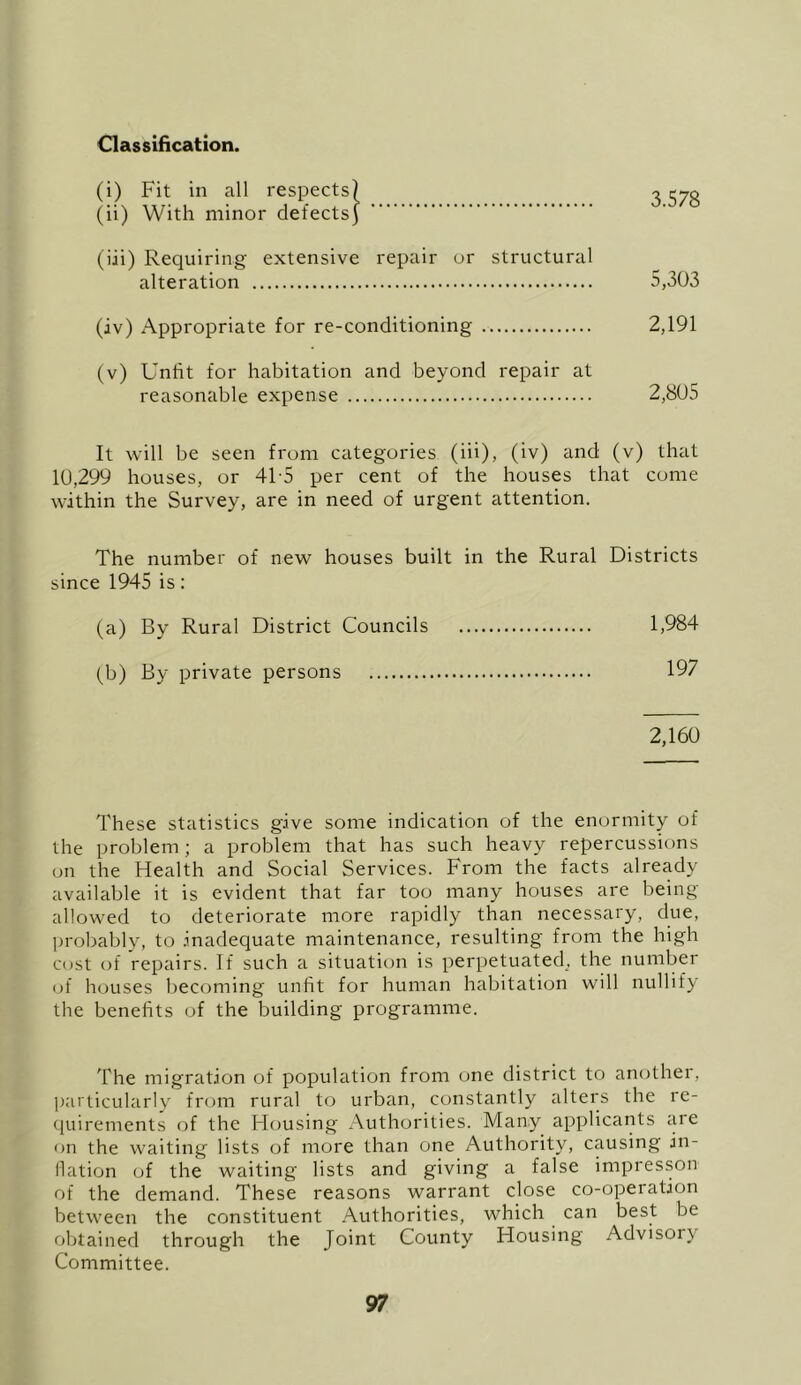 Classification.
(i) Fit in all respects}
(ii) With minor defects} .............................. 3.578
(iii) Requiring extensive repair or structural
alteration .............................. 5,303
(iv) Appropriate for re-conditioning .............. 2,191
(v) Unfit for habitation and beyond repair at
reasonable expense .............................. 2,805
It will be seen from categories (iii), (iv) and (v) that
10,299 houses, or 41·5 per cent of the houses that come
within the Survey, are in need of urgent attention.
The number of new houses built in the Rural Districts
since 1945 is:
(a) By Rural District Councils .................. 1,984
(b) By private persons .............................. 197
2,160
These statistics give some indication of the enormity of
the problem; a problem that has such heavy repercussions
on the Health and Social Services. From the facts already
available it is evident that far too many houses are being
allowed to deteriorate more rapidly than necessary, due,
probably, to inadequate maintenance, resulting from the high
cost of repairs. If such a situation is perpetuated, the number
of houses becoming unfit for human habitation will nullify
the benefits of the building programme.
The migration of population from one district to another,
particularly from rural to urban, constantly alters the re-
quirements of the Housing Authorities. Many applicants are
on the waiting lists of more than one Authority, causing in-
flation of the waiting lists and giving a false impresson
of the demand. These reasons warrant close co-operation
between the constituent Authorities, which can best be
obtained through the Joint County Housing Advisory
Committee.
97